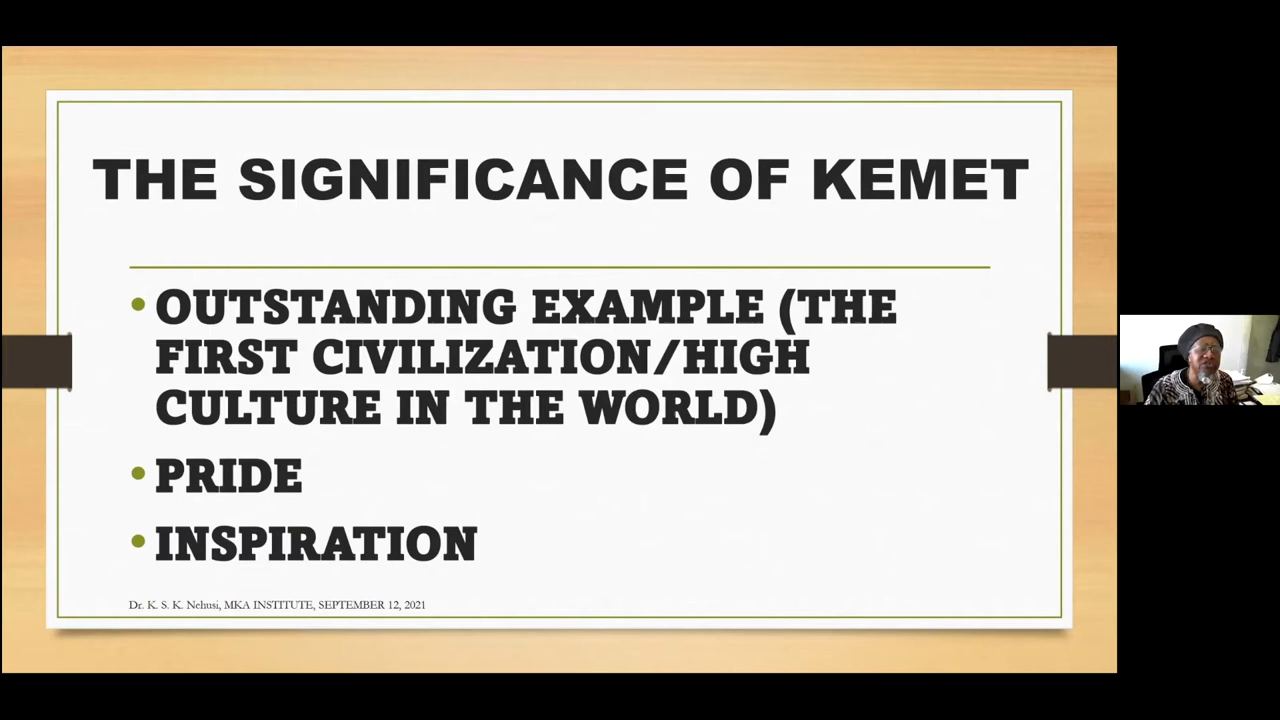 THE SIGNIFICANCE OF KEMET
• OUTSTANDING EXAMPLE (THE
FIRST CIVILIZATION/HIGH
CULTURE IN THE WORLD)
• PRIDE
• INSPIRATION
Dr. K. S. K. Nehusi, MKA INSTITUTE, SEPTEMBER 12, 2021